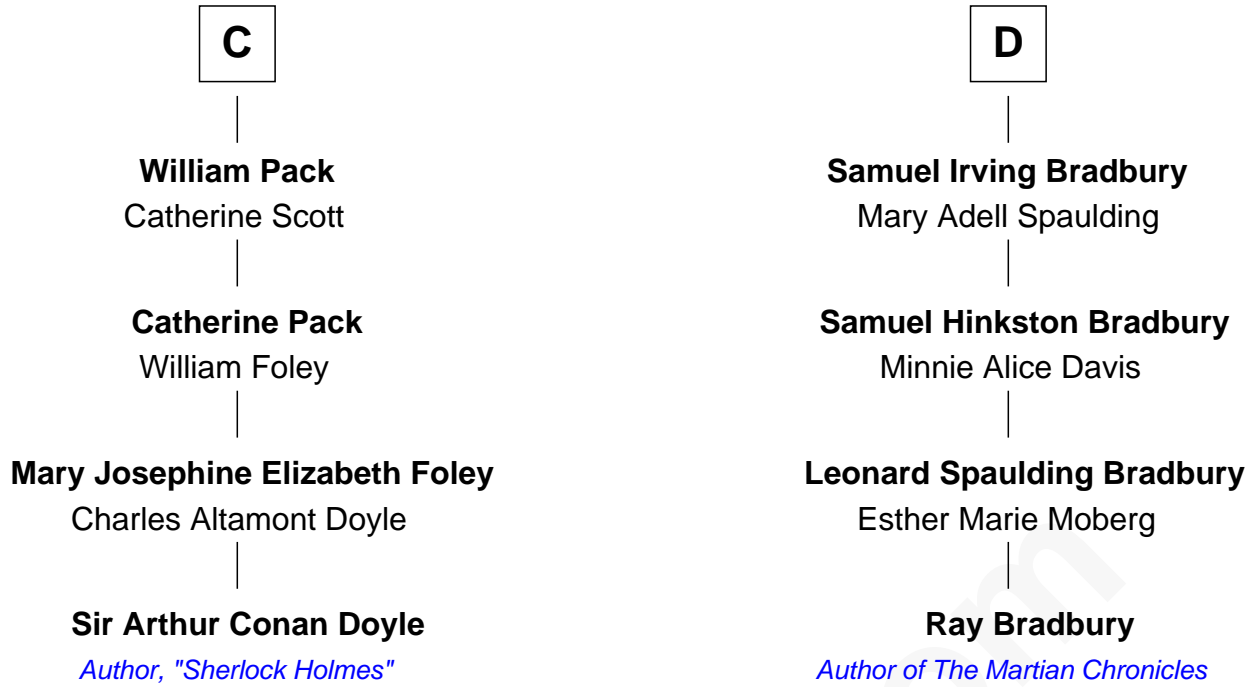 C
William Pack
Catherine Scott
Catherine Pack
William Foley
Mary Josephine Elizabeth Foley
Charles Altamont Doyle
Sir Arthur Conan Doyle
Author, "Sherlock Holmes"
D
Samuel Irving Bradbury
Mary Adell Spaulding
Samuel Hinkston Bradbury
Minnie Alice Davis
Leonard Spaulding Bradbury
Esther Marie Moberg
Ray Bradbury
Author of The Martian Chronicles